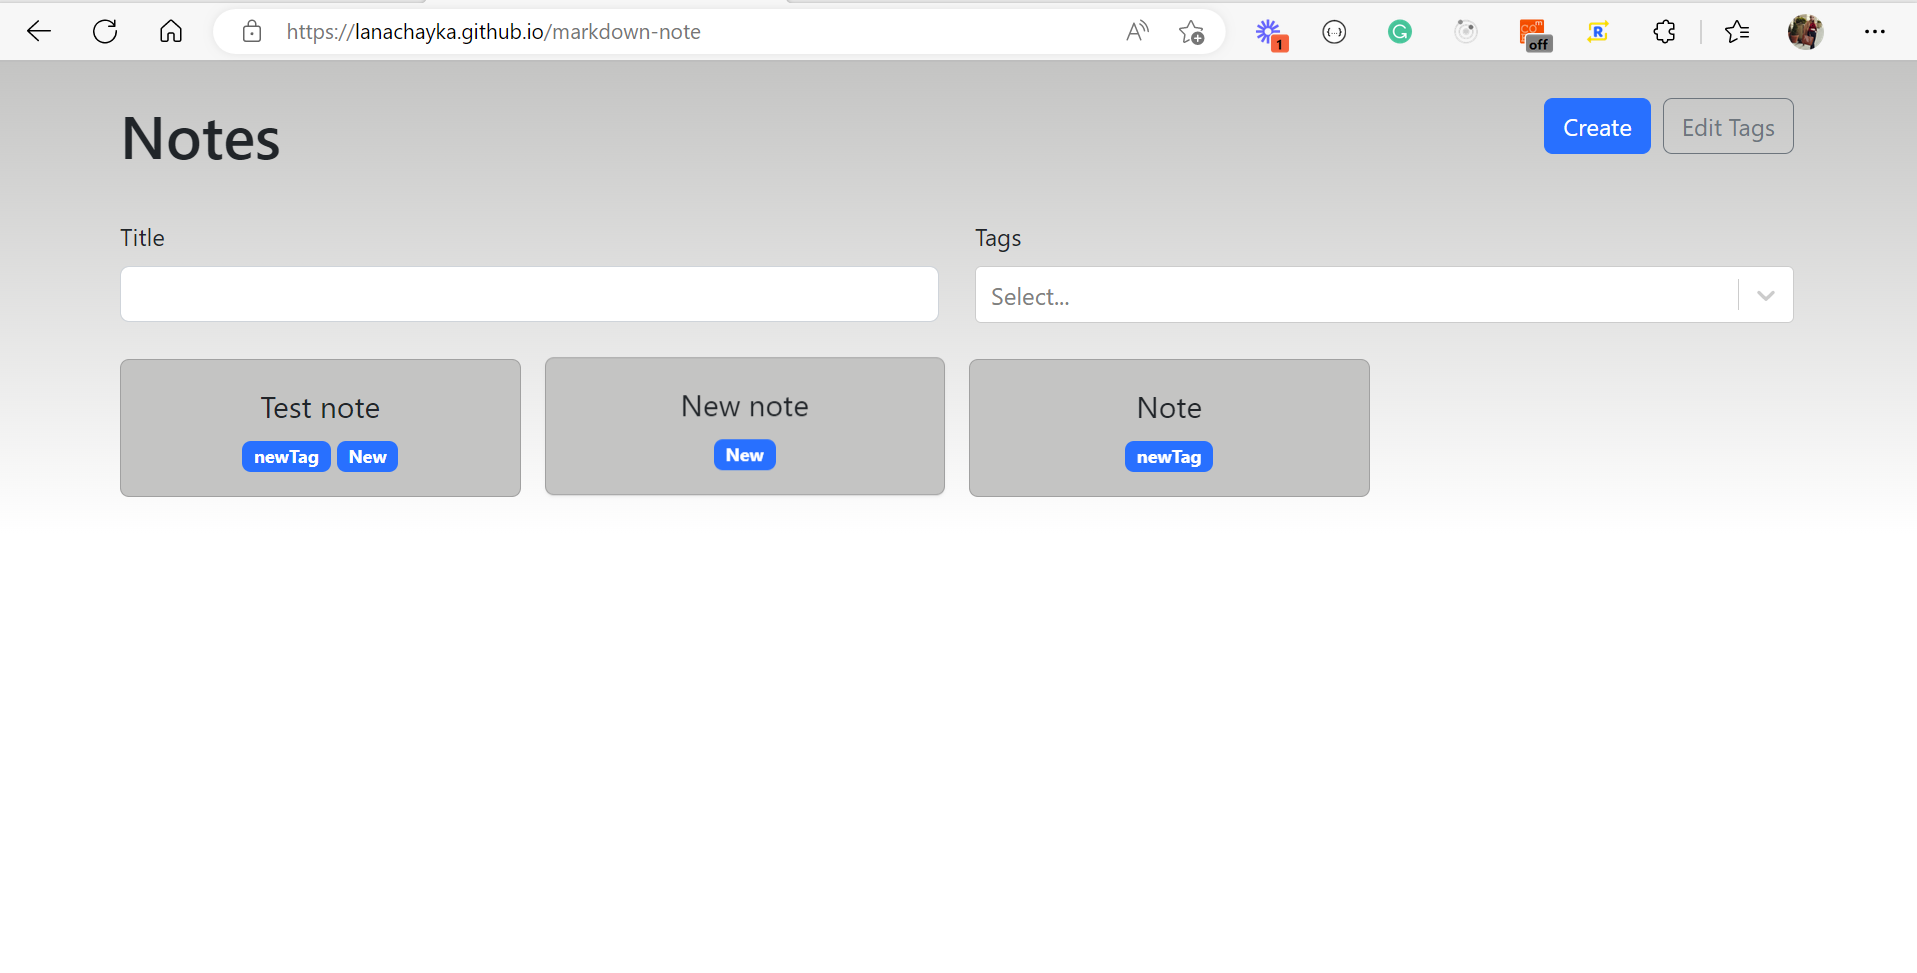 https://lanachayka.github.io/markdown-note
1
off
R
Notes
Create
Edit Tags
Title
Tags
Select...
Test note
newTag New
New note
New
Note
newTag